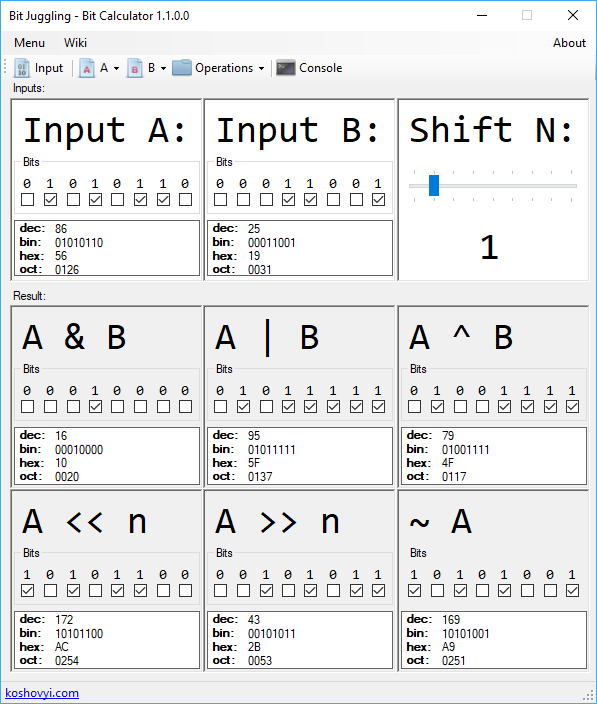 Bit Juggling - Bit Calculator 1.1.0.0
Menu Wiki About
Input A B Operations Console
Inputs:
Input A: Input B: Shift N:
Bits Bits
0 1 0 1 0 1 1 0 0 0 0 1 1 0 0 1
dec: 86 dec: 25
bin: 01010110 bin: 00011001
hex: 56 hex: 19
oct: 0126 oct: 0031
1
Result:
A & B A | B A ^ B
Bits Bits Bits
0 0 0 1 0 0 0 0 0 1 0 1 1 1 1 1 0 1 0 0 1 1 1 1
dec: 16 dec: 95 dec: 79
bin: 00010000 bin: 01011111 bin: 01001111
hex: 10 hex: 5F hex: 4F
oct: 0020 oct: 0137 oct: 0117
A << n A >> n ~ A
Bits Bits Bits
1 0 1 0 1 1 0 0 0 0 1 0 1 0 1 1 1 0 1 0 1 0 0 1
dec: 172 dec: 43 dec: 169
bin: 10101100 bin: 00101011 bin: 10101001
hex: AC hex: 2B hex: A9
oct: 0254 oct: 0053 oct: 0251
koshovyi.com